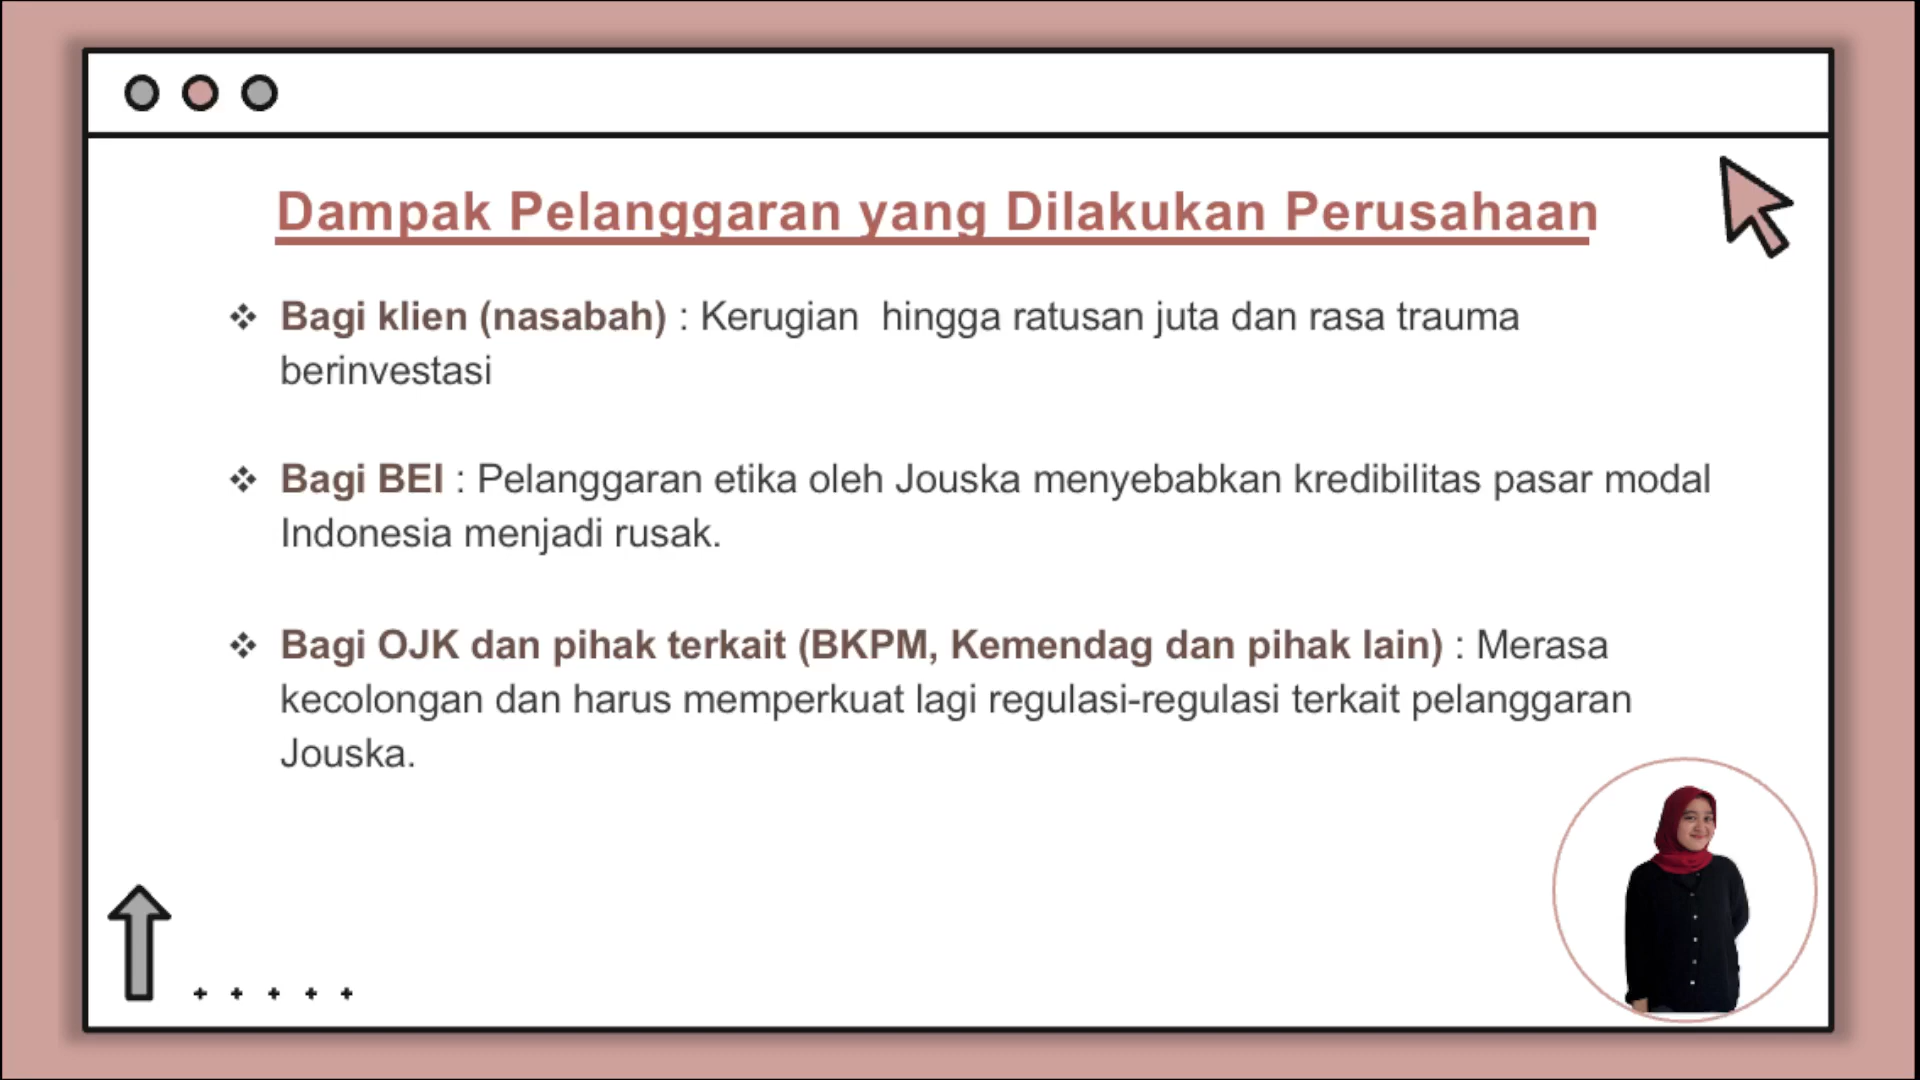 Dampak Pelanggaran yang Dilakukan Perusahaan
❖ Bagi klien (nasabah) : Kerugian  hingga ratusan juta dan rasa trauma
berinvestasi
❖ Bagi BEI : Pelanggaran etika oleh Jouska menyebabkan kredibilitas pasar modal
Indonesia menjadi rusak.
❖ Bagi OJK dan pihak terkait (BKPM, Kemendag dan pihak lain) : Merasa
kecolongan dan harus memperkuat lagi regulasi-regulasi terkait pelanggaran
Jouska.